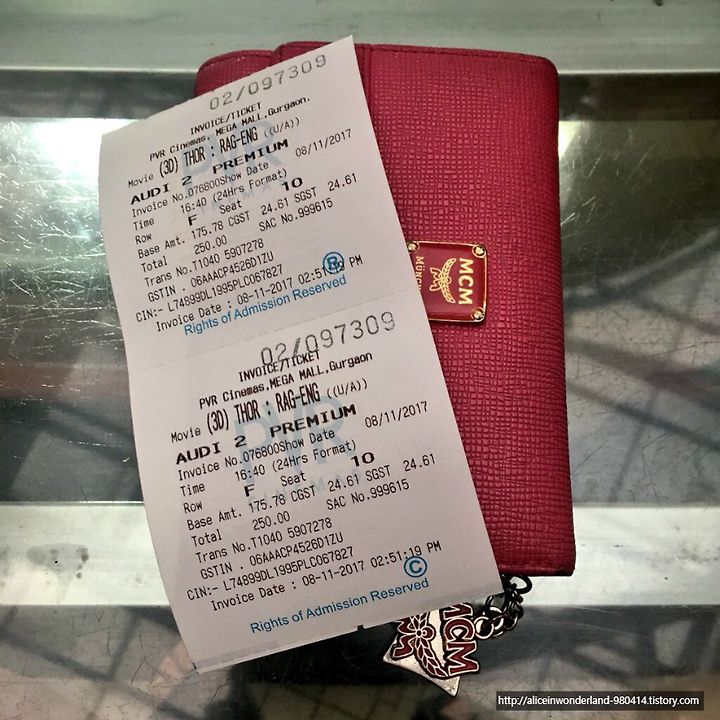 02/097309
INVOICE/TICKET
PVR Cinemas, MEGA MALL,Gurgaon.
Movie (3D) THOR : RAG-ENG ((U/A))
AUDI 2 PREMIUM
Invoice No.076800Show Date 08/11/2017
Time 16:40 (24Hrs Format)
Row F Seat 10
Base Amt. 175.78 CGST 24.61 SGST 24.61
Total 250.00 SAC No.999615
Trans No.T1040 5907278
GSTIN : 06AAACP4526D1ZU
CIN:- L74899DL1995PLC067827
Invoice Date : 08-11-2017 02:51:19 PM
Ⓡ
Rights of Admission Reserved
02/097309
INVOICE/TICKET
PVR Cinemas,MEGA MALL,Gurgaon
Movie (3D) THOR : RAG-ENG ((U/A))
AUDI 2 PREMIUM
Invoice No.076800Show Date 08/11/2017
Time 16:40 (24Hrs Format)
Row F Seat 10
Base Amt. 175.78 CGST 24.61 SGST 24.61
Total 250.00 SAC No.999615
Trans No.T1040 5907278
GSTIN : 06AAACP4526D1ZU
CIN:- L74899DL1995PLC067827
Invoice Date : 08-11-2017 02:51:19 PM
Ⓒ
Rights of Admission Reserved
PVR
MCM
MÜNCHEN
MCM
http://aliceinwonderland-980414.tistory.com